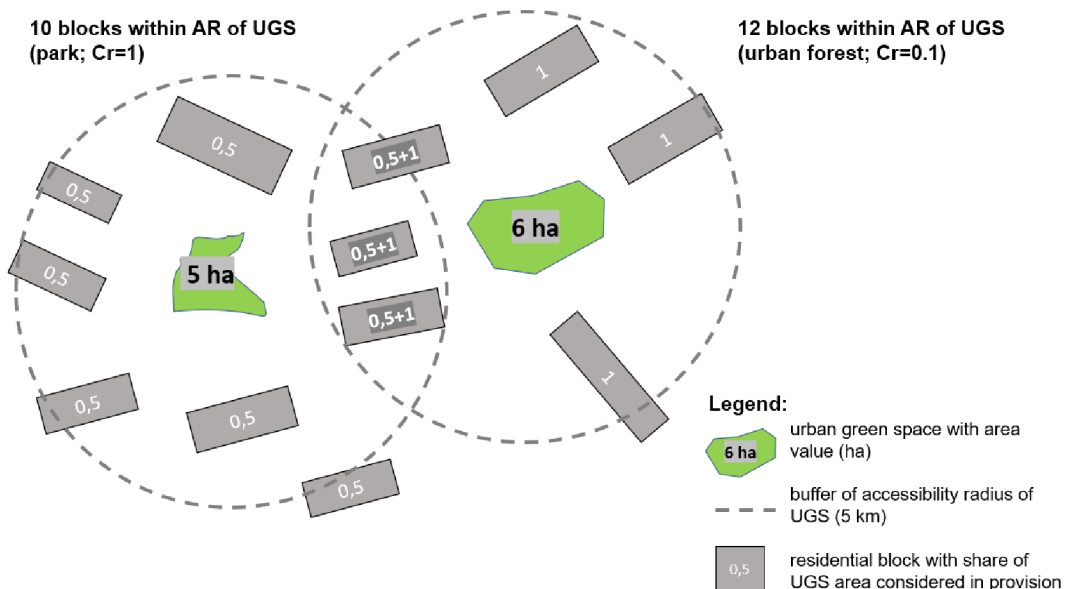 10 blocks within AR of UGS
(park; Cr=1)
12 blocks within AR of UGS
(urban forest; Cr=0.1)
1
0,5
1
0,5+1
0,5
6 ha
0,5+1
5 ha
0,5
0,5+1
1
0,5
0,5
0,5
Legend:
6 ha
urban green space with area
value (ha)
buffer of accessibility radius of
UGS (5 km)
0,5
residential block with share of
UGS area considered in provision